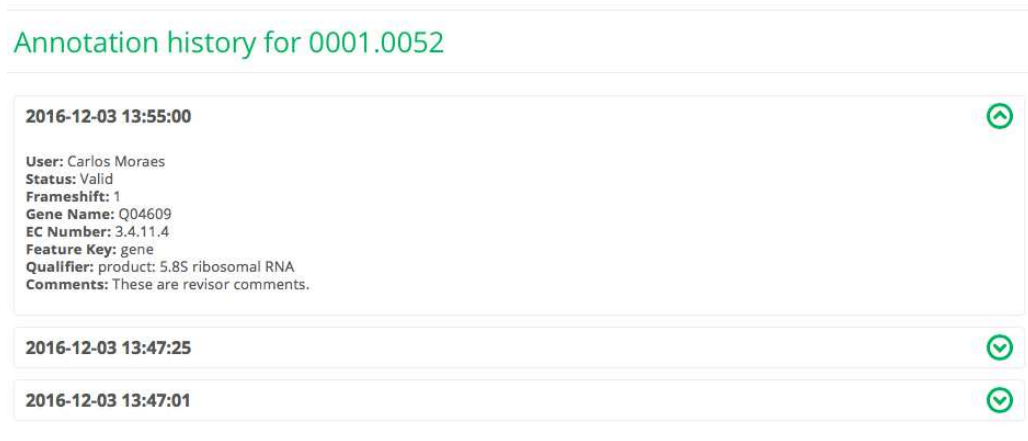 Annotation history for 0001.0052
2016-12-03 13:55:00
User: Carlos Moraes
Status: Valid
Frameshift: 1
Gene Name: Q04609
EC Number: 3.4.11.4
Feature Key: gene
Qualifier: product: 5.8S ribosomal RNA
Comments: These are revisor comments.
2016-12-03 13:47:25
2016-12-03 13:47:01